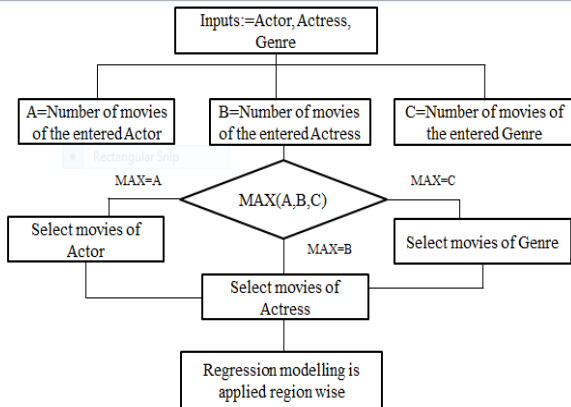 Inputs:=Actor, Actress,
Genre
A=Number of movies
of the entered Actor
B=Number of movies
of the entered Actress
C=Number of movies of
the entered Genre
Rectangular Snip
MAX=A
MAX(A,B,C)
MAX=C
Select movies of
Actor
Select movies of Genre
MAX=B
Select movies of
Actress
Regression modelling is
applied region wise